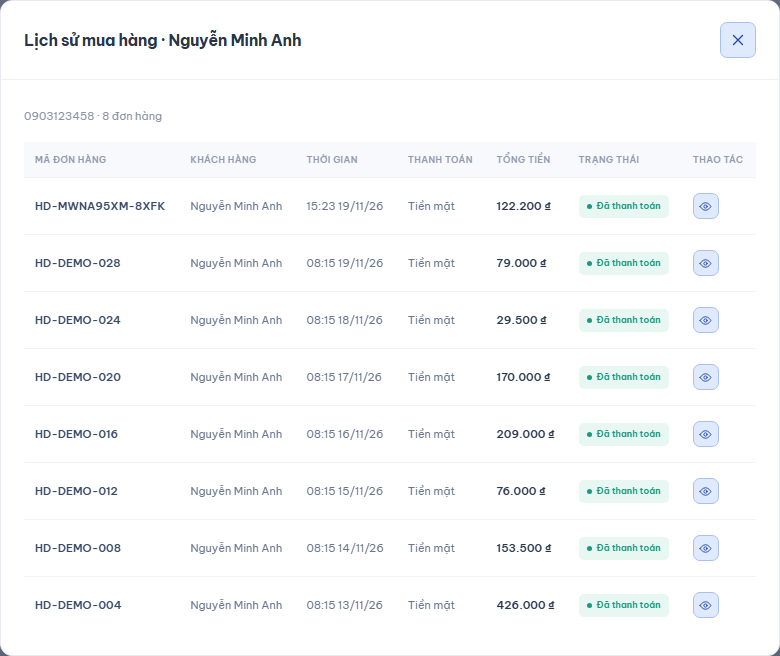 Lịch sử mua hàng · Nguyễn Minh Anh
0903123458 · 8 đơn hàng
MÃ ĐƠN HÀNG KHÁCH HÀNG THỜI GIAN THANH TOÁN TỔNG TIỀN TRẠNG THÁI THAO TÁC
HD-MWNA95XM-8XFK Nguyễn Minh Anh 15:23 19/11/26 Tiền mặt 122.200 đ Đã thanh toán
HD-DEMO-028 Nguyễn Minh Anh 08:15 19/11/26 Tiền mặt 79.000 đ Đã thanh toán
HD-DEMO-024 Nguyễn Minh Anh 08:15 18/11/26 Tiền mặt 29.500 đ Đã thanh toán
HD-DEMO-020 Nguyễn Minh Anh 08:15 17/11/26 Tiền mặt 170.000 đ Đã thanh toán
HD-DEMO-016 Nguyễn Minh Anh 08:15 16/11/26 Tiền mặt 209.000 đ Đã thanh toán
HD-DEMO-012 Nguyễn Minh Anh 08:15 15/11/26 Tiền mặt 76.000 đ Đã thanh toán
HD-DEMO-008 Nguyễn Minh Anh 08:15 14/11/26 Tiền mặt 153.500 đ Đã thanh toán
HD-DEMO-004 Nguyễn Minh Anh 08:15 13/11/26 Tiền mặt 426.000 đ Đã thanh toán